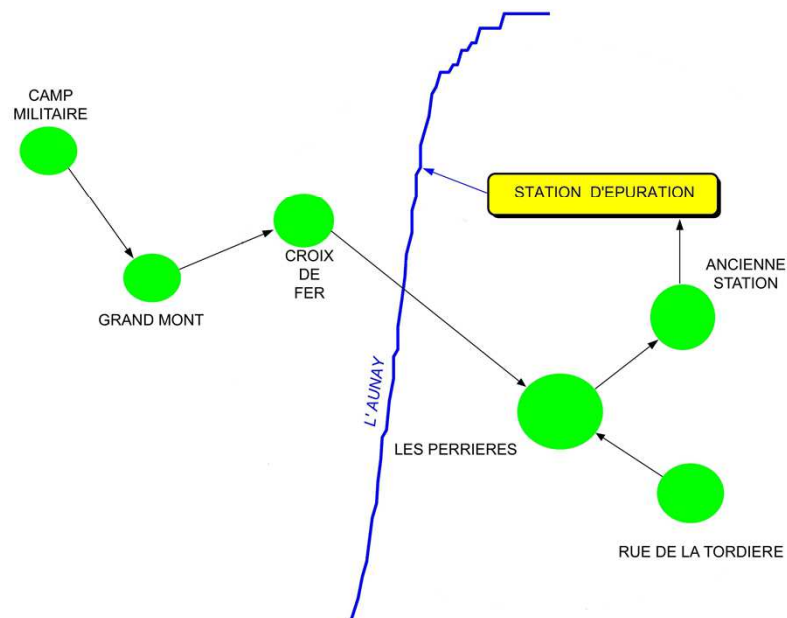 CAMP
MILITAIRE
STATION D'EPURATION
CROIX
DE
FER
ANCIENNE
STATION
GRAND MONT
L'AUNAY
LES PERRIERES
RUE DE LA TORDIERE